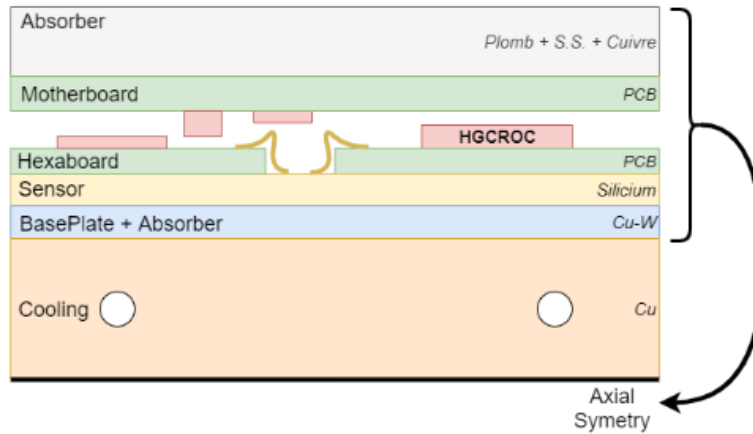 Absorber
Plomb + S.S. + Cuivre
Motherboard
PCB
HGCROC
Hexaboard
PCB
Sensor
Silicium
BasePlate + Absorber
Cu-W
Cooling
Cu
Axial
Symetry